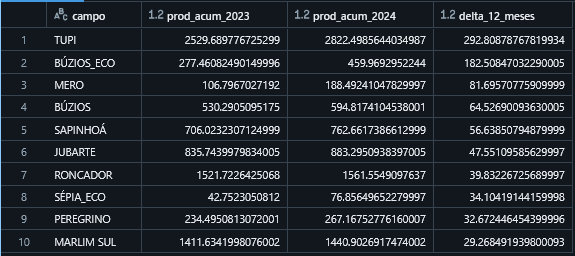 ABC campo 1.2 prod_acum_2023 1.2 prod_acum_2024 1.2 delta_12_meses
1 TUPI 2529.689776725299 2822.4985644034987 292.80878767819934
2 BÚZIOS_ECO 277.46082490149996 459.9692952244 182.50847032290005
3 MERO 106.7967027192 188.49241047829997 81.69570775909999
4 BÚZIOS 530.2905095175 594.8174104538001 64.52690093630005
5 SAPINHOÁ 706.0232307124999 762.6617386612999 56.63850794879999
6 JUBARTE 835.7439979834005 883.2950938397005 47.55109585629997
7 RONCADOR 1521.7226425068 1561.5549097637 39.83226725689997
8 SÉPIA_ECO 42.7523050812 76.85649652279997 34.10419144159998
9 PEREGRINO 234.4950813072001 267.16752776160007 32.672446454399996
10 MARLIM SUL 1411.6341998076002 1440.9026917474002 29.268491939800093